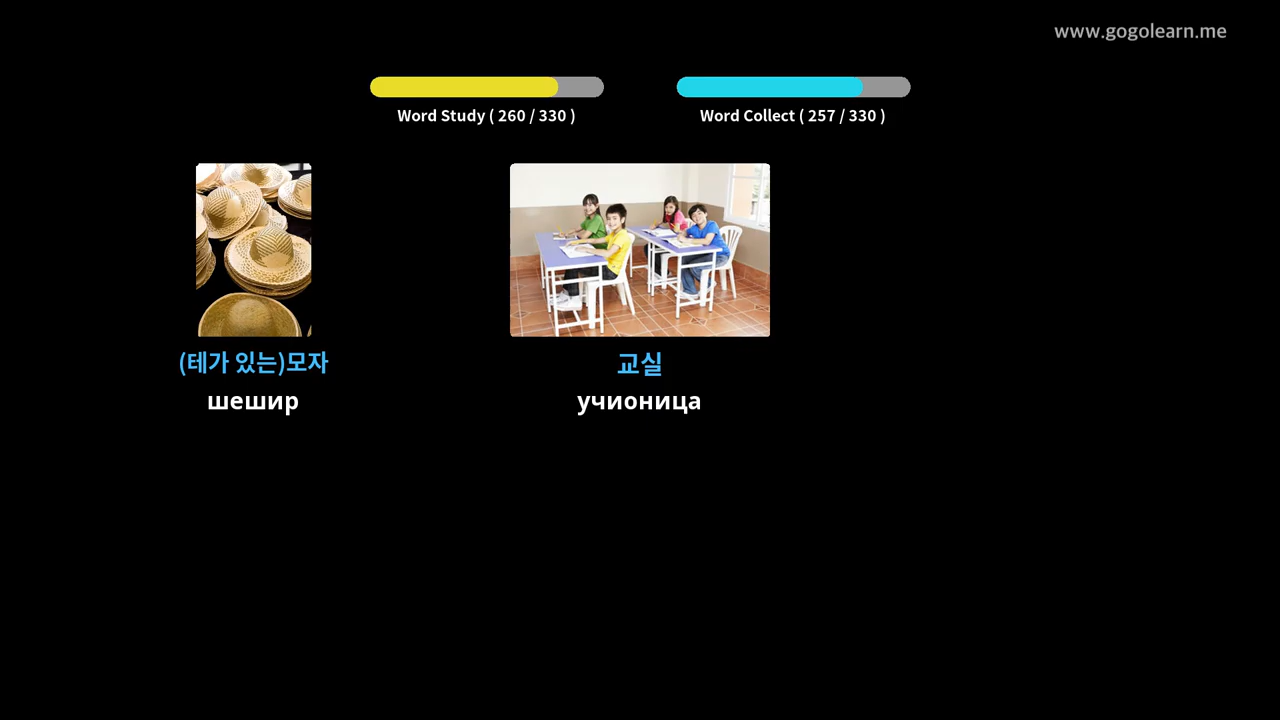 www.gogolearn.me
Word Study ( 260 / 330 )
Word Collect ( 257 / 330 )
(테가 있는)모자
шешир
교실
учионица